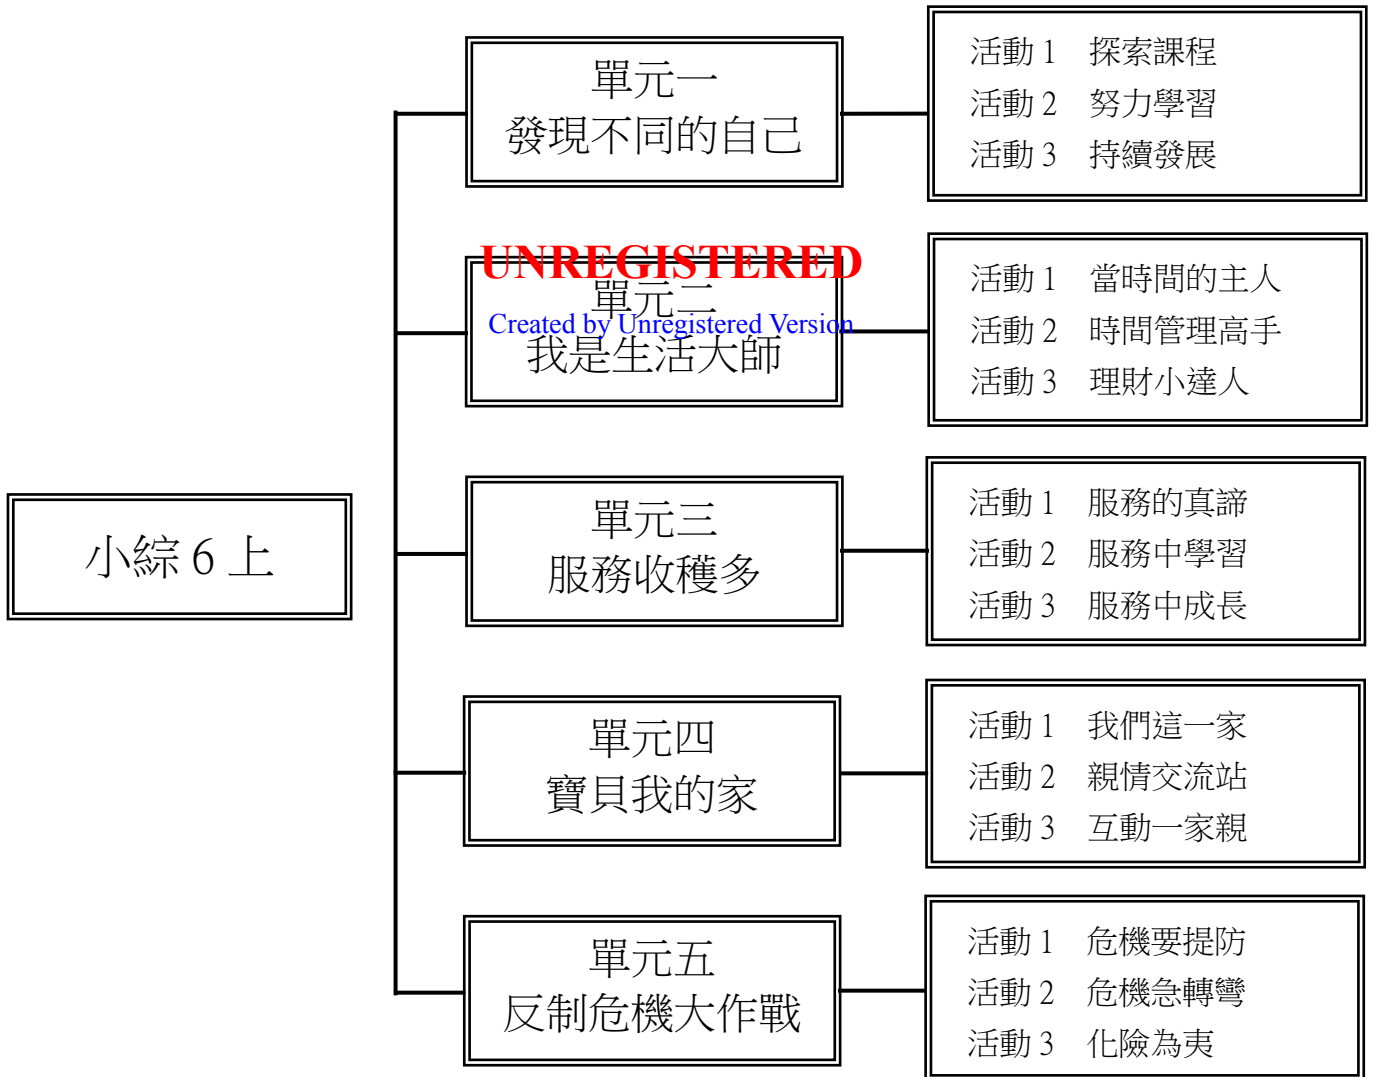 小綜 6 上
單元一
發現不同的自己
活動 1 探索課程
活動 2 努力學習
活動 3 持續發展
UNREGISTERED
單元二
Created by Unregistered Version
我是生活大師
活動 1 當時間的主人
活動 2 時間管理高手
活動 3 理財小達人
單元三
服務收穫多
活動 1 服務的真諦
活動 2 服務中學習
活動 3 服務中成長
單元四
寶貝我的家
活動 1 我們這一家
活動 2 親情交流站
活動 3 互動一家親
單元五
反制危機大作戰
活動 1 危機要提防
活動 2 危機急轉彎
活動 3 化險為夷